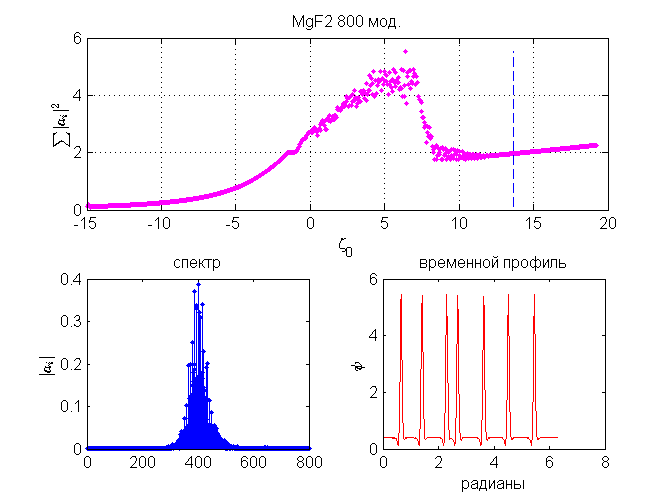 MgF2 800 мод.
6
4
2
0
∑|aᵢ|²
-15 -10 -5 0 5 10 15 20
ζ₀
спектр
0.4
0.3
0.2
0.1
0
|aᵢ|
0 200 400 600 800
временной профиль
6
4
2
0
ϕ
0 2 4 6 8
радианы